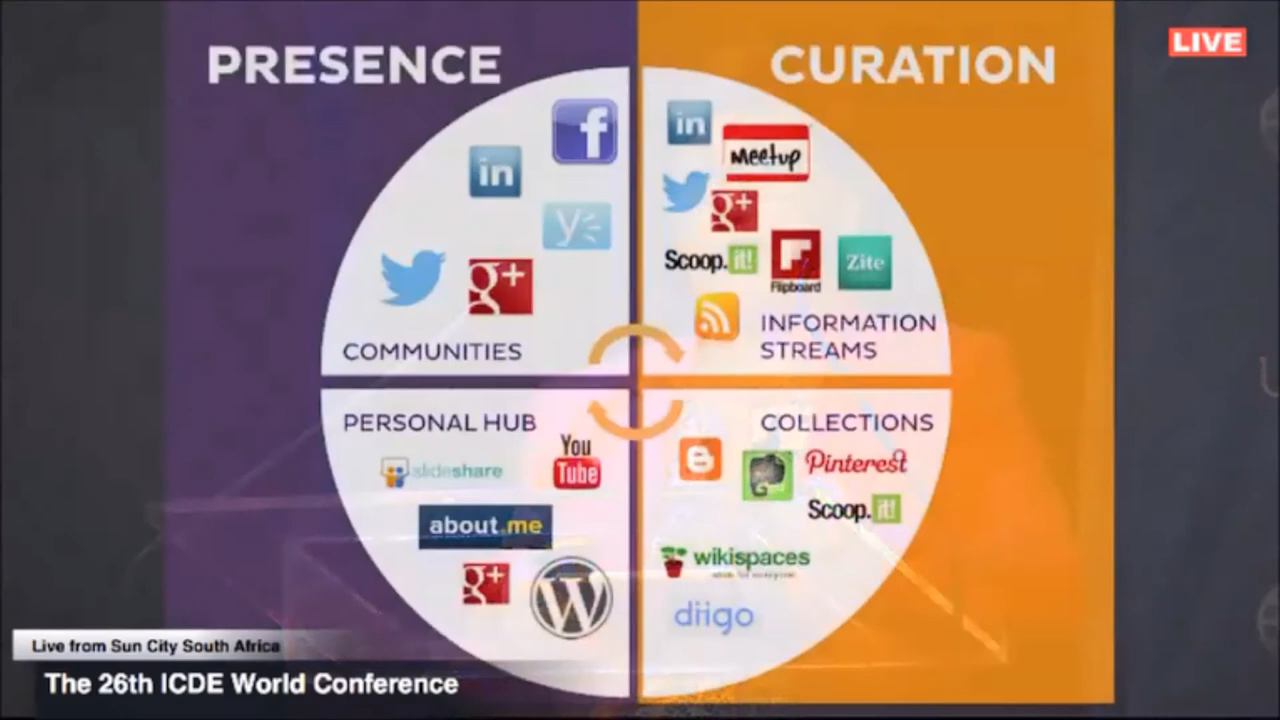 PRESENCE
CURATION
LIVE
f
in
y
g+
COMMUNITIES
in
Meetup
g+
Scoop.it!
Flipboard
Zite
INFORMATION
STREAMS
PERSONAL HUB
slideshare
You
Tube
about.me
g+
W
COLLECTIONS
B
Pinterest
Scoop.it!
wikispaces
diigo
Live from Sun City South Africa
The 26th ICDE World Conference